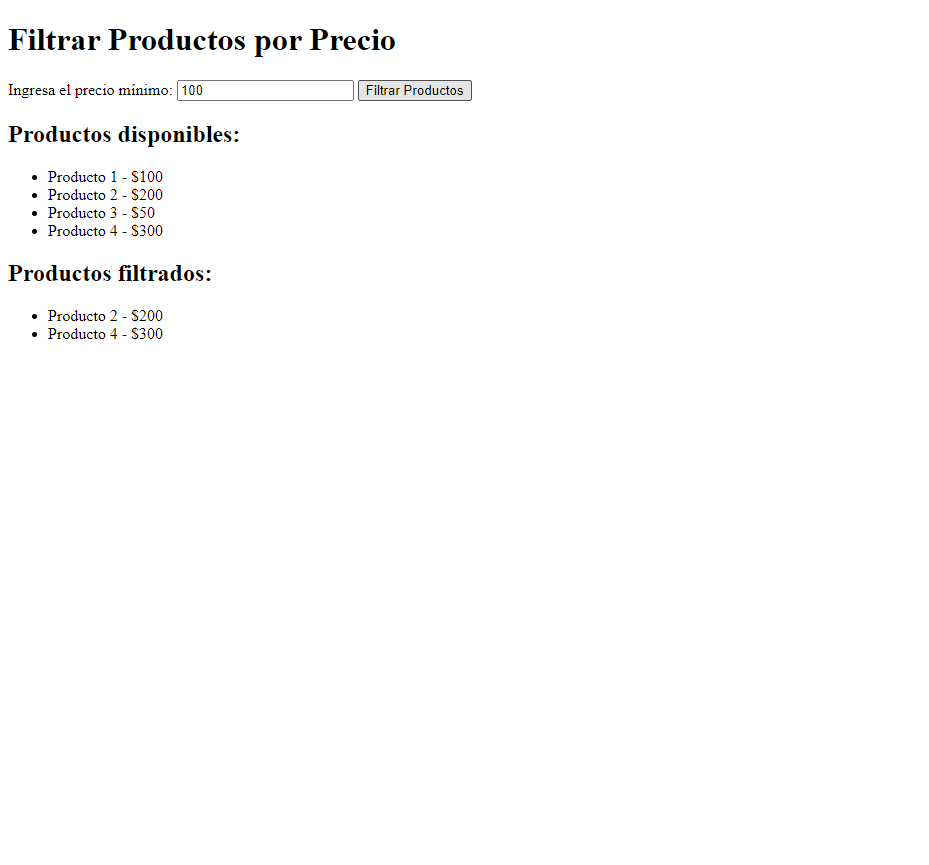 Filtrar Productos por Precio
Ingresa el precio mínimo: 100 Filtrar Productos
Productos disponibles:
Producto 1 - $100
Producto 2 - $200
Producto 3 - $50
Producto 4 - $300
Productos filtrados:
Producto 2 - $200
Producto 4 - $300